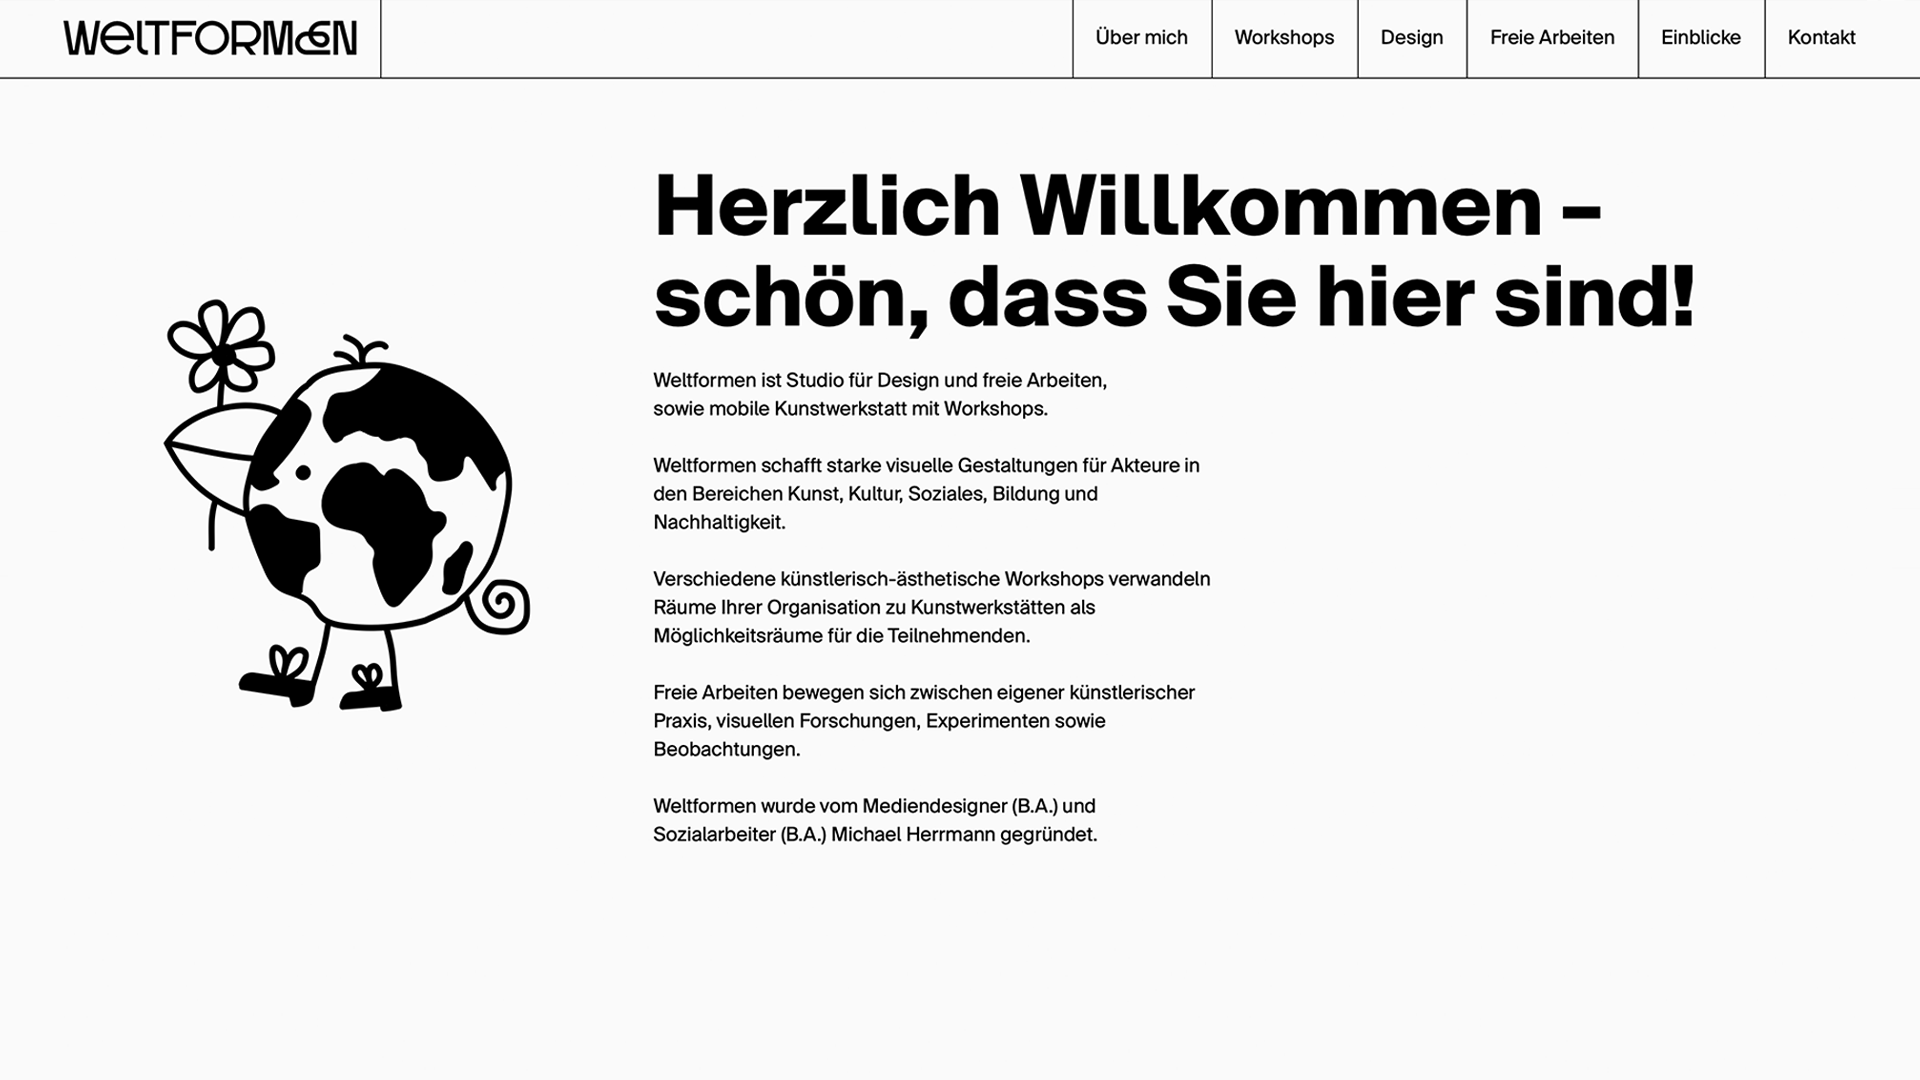 WeLTFORMeN
Über mich
Workshops
Design
Freie Arbeiten
Einblicke
Kontakt
Herzlich Willkommen –
schön, dass Sie hier sind!
Weltformen ist Studio für Design und freie Arbeiten,
sowie mobile Kunstwerkstatt mit Workshops.
Weltformen schafft starke visuelle Gestaltungen für Akteure in
den Bereichen Kunst, Kultur, Soziales, Bildung und
Nachhaltigkeit.
Verschiedene künstlerisch-ästhetische Workshops verwandeln
Räume Ihrer Organisation zu Kunstwerkstätten als
Möglichkeitsräume für die Teilnehmenden.
Freie Arbeiten bewegen sich zwischen eigener künstlerischer
Praxis, visuellen Forschungen, Experimenten sowie
Beobachtungen.
Weltformen wurde vom Mediendesigner (B.A.) und
Sozialarbeiter (B.A.) Michael Herrmann gegründet.